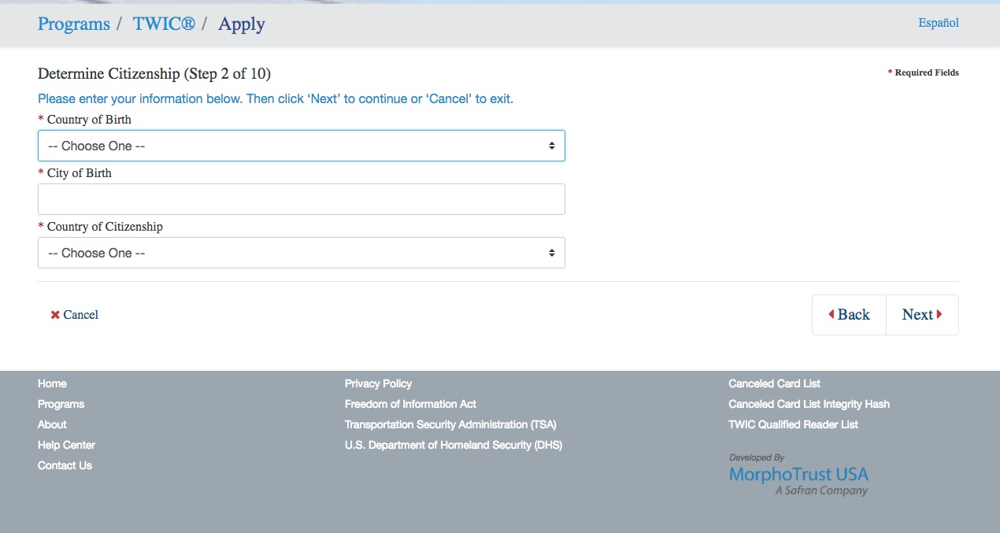 Programs / TWIC® / Apply
Español
Determine Citizenship (Step 2 of 10)
* Required Fields
Please enter your information below. Then click ‘Next’ to continue or ‘Cancel’ to exit.
* Country of Birth
-- Choose One --
* City of Birth
* Country of Citizenship
-- Choose One --
Cancel
Back
Next
Home
Programs
About
Help Center
Contact Us
Privacy Policy
Freedom of Information Act
Transportation Security Administration (TSA)
U.S. Department of Homeland Security (DHS)
Canceled Card List
Canceled Card List Integrity Hash
TWIC Qualified Reader List
Developed By
MorphoTrust USA
A Safran Company